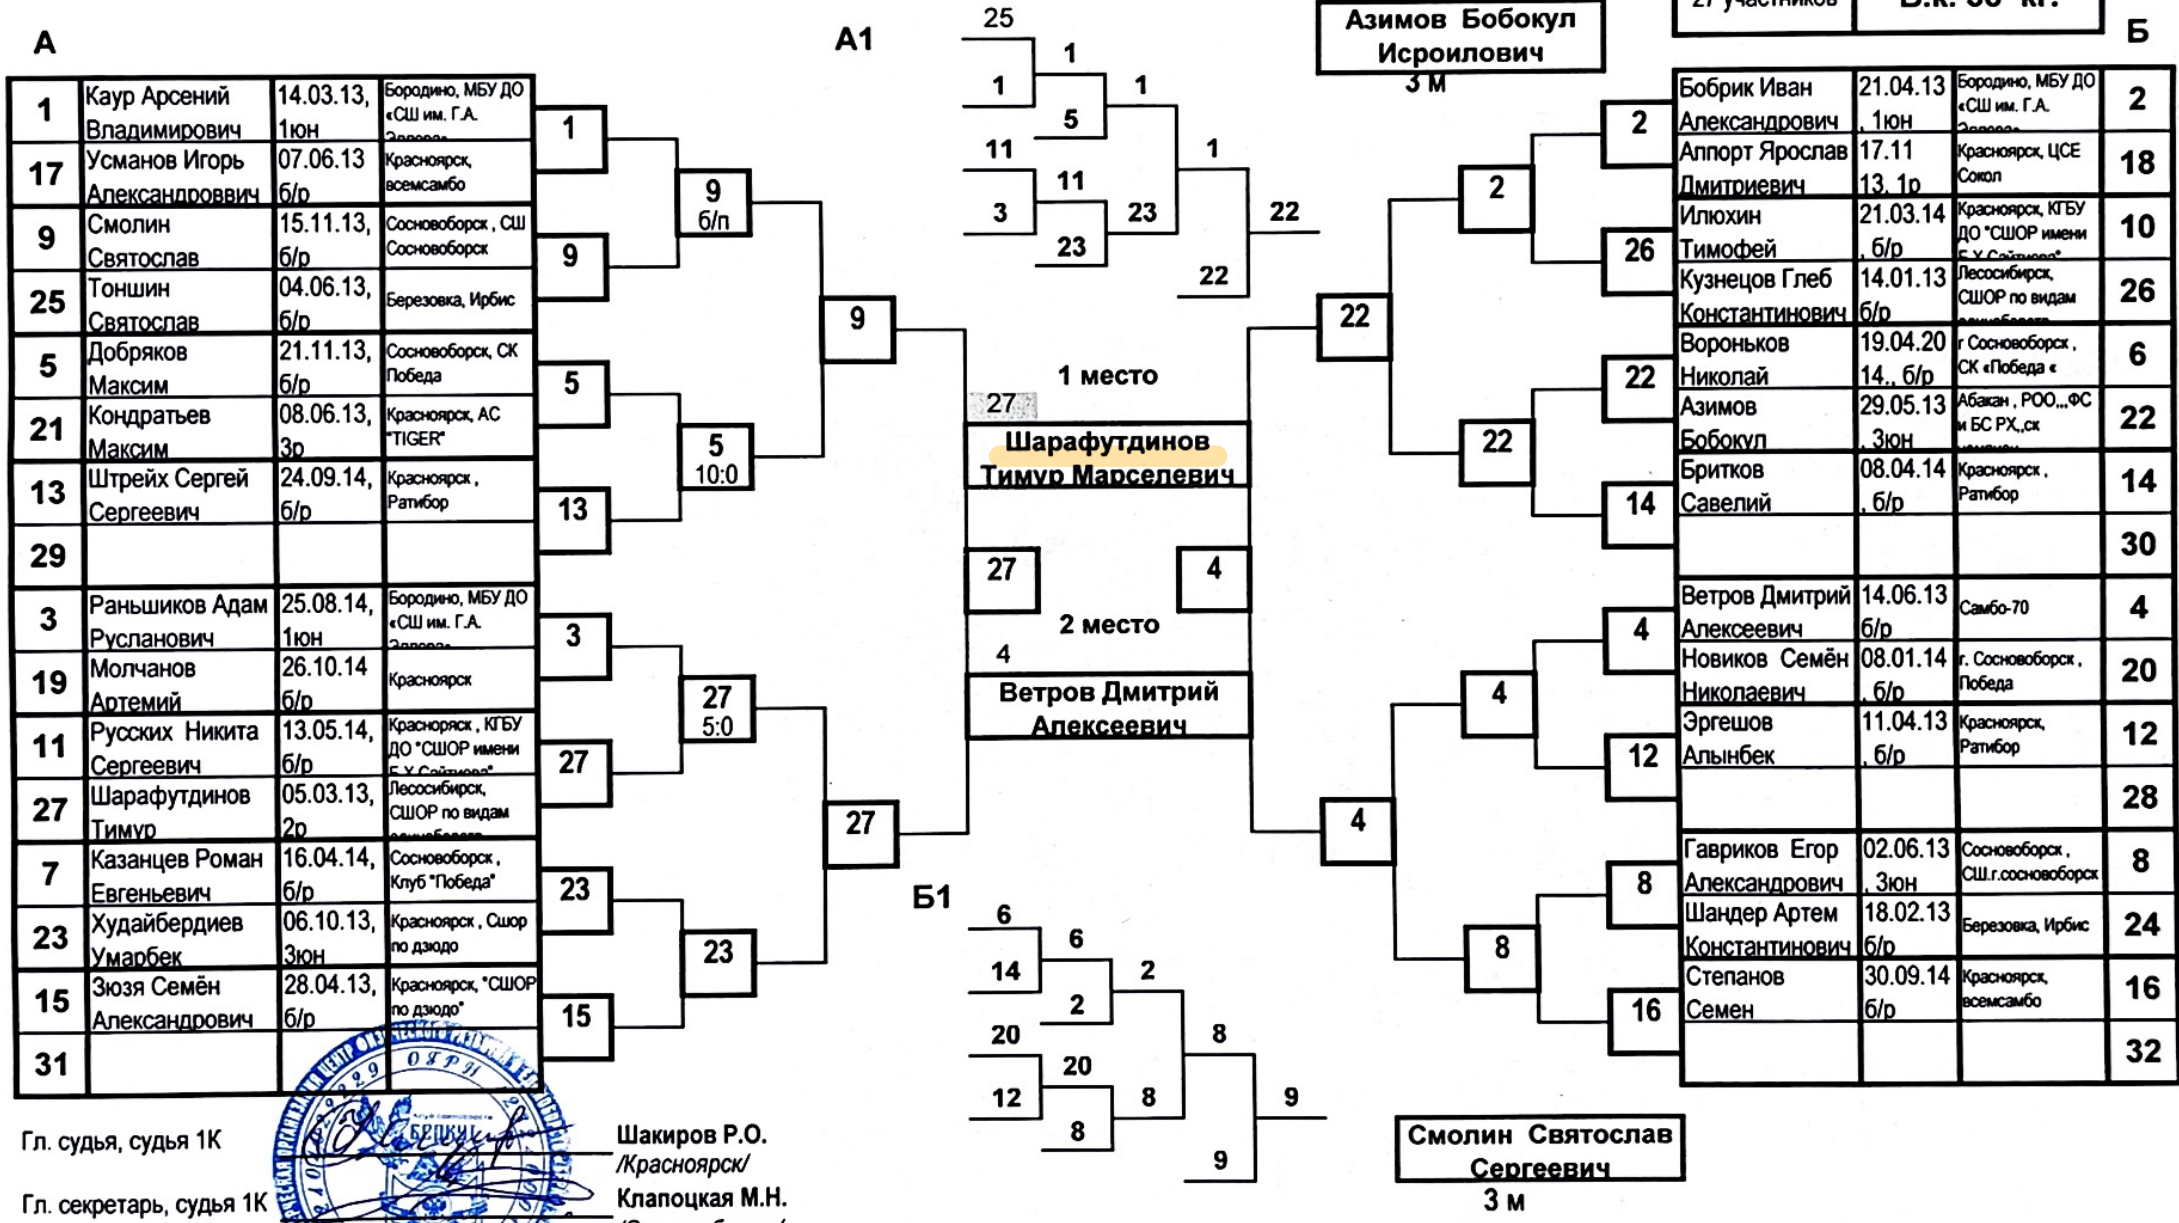 27 участников
В.к. 38 кг.
А
А1
Б
Азимов Бобокул
Исроилович
3 м
1
Каур Арсений
Владимирович
14.03.13,
1юн
Бородино, МБУ ДО
«СШ им. Г.А.
17
Усманов Игорь
Александроввич
07.06.13
б/р
Красноярск,
всемсамбо
9
Смолин
Святослав
15.11.13,
б/р
Сосновоборск , СШ
Сосновоборск
25
Тоншин
Святослав
04.06.13,
б/р
Березовка, Ирбис
5
Добряков
Максим
21.11.13,
б/р
Сосновоборск, СК
Победа
21
Кондратьев
Максим
08.06.13,
3р
Красноярск, АС
"TIGER"
13
Штрейх Сергей
Сергеевич
24.09.14,
б/р
Красноярск ,
Ратибор
29
3
Раньшиков Адам
Русланович
25.08.14,
1юн
Бородино, МБУ ДО
«СШ им. Г.А.
19
Молчанов
Артемий
26.10.14
б/р
Красноярск
11
Русских Никита
Сергеевич
13.05.14,
б/р
Красноряск , КГБУ
ДО "СШОР имени
27
Шарафутдинов
Тимур
05.03.13,
2р
Лесосибирск,
СШОР по видам
7
Казанцев Роман
Евгеньевич
16.04.14,
б/р
Сосновоборск ,
Клуб "Победа"
23
Худайбердиев
Умарбек
06.10.13,
3юн
Красноярск , Сшор
по дзюдо
15
Зюзя Семён
Александрович
28.04.13,
б/р
Красноярск, "СШОР
по дзюдо"
31
1
9
5
13
3
27
23
15
9
б/п
5
10:0
27
5:0
23
9
27
25
1
1
5
1
11
3
11
23
23
1
22
22
1 место
27
Шарафутдинов
Тимур Марселевич
27
4
2 место
4
Ветров Дмитрий
Алексеевич
Б1
6
14
6
2
2
20
12
20
8
8
8
9
9
22
4
2
22
4
8
2
26
22
14
4
12
8
16
Бобрик Иван
Александрович
21.04.13
, 1юн
Бородино, МБУ ДО
«СШ им. Г.А.
2
Аппорт Ярослав
Дмитриевич
17.11
13, 1р
Красноярск, ЦСЕ
Сокол
18
Илюхин
Тимофей
21.03.14
, б/р
Красноярск, КГБУ
ДО "СШОР имени
10
Кузнецов Глеб
Константинович
14.01.13
б/р
Лесосибирск,
СШОР по видам
26
Вороньков
Николай
19.04.20
14., б/р
г Сосновоборск ,
СК «Победа «
6
Азимов
Бобокул
29.05.13
, 3юн
Абакан , РОО,,,ФС
и БС РХ,,ск
22
Бритков
Савелий
08.04.14
, б/р
Красноярск ,
Ратибор
14
30
Ветров Дмитрий
Алексеевич
14.06.13
б/р
Самбо-70
4
Новиков Семён
Николаевич
08.01.14
, б/р
г. Сосновоборск ,
Победа
20
Эргешов
Алынбек
11.04.13
, б/р
Красноярск,
Ратибор
12
28
Гавриков Егор
Александрович
02.06.13
, 3юн
Сосновоборск ,
СШ.г.сосновоборск
8
Шандер Артем
Константинович
18.02.13
б/р
Березовка, Ирбис
24
Степанов
Семен
30.09.14
б/р
Красноярск,
всемсамбо
16
32
Смолин Святослав
Сергеевич
3 м
Гл. судья, судья 1К
Шакиров Р.О.
/Красноярск/
Гл. секретарь, судья 1К
Клапоцкая М.Н.
ОГРН
БЕРКУТ